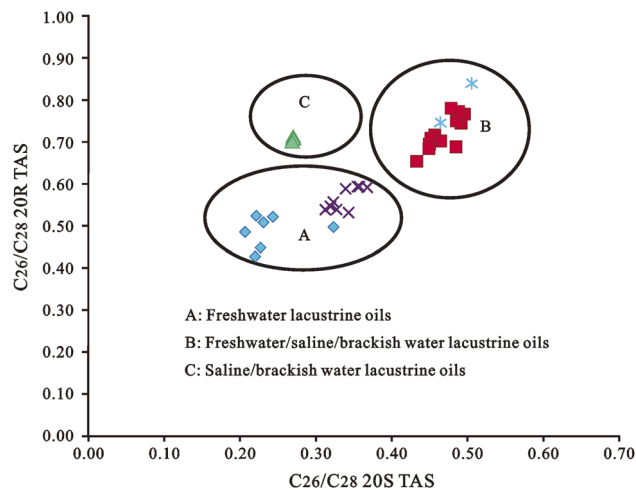 1.00
0.90
0.80
0.70
0.60
0.50
0.40
0.30
0.20
0.10
0.00
C26/C28 20R TAS
C
B
A
A: Freshwater lacustrine oils
B: Freshwater/saline/brackish water lacustrine oils
C: Saline/brackish water lacustrine oils
0.00 0.10 0.20 0.30 0.40 0.50 0.60 0.70
C26/C28 20S TAS